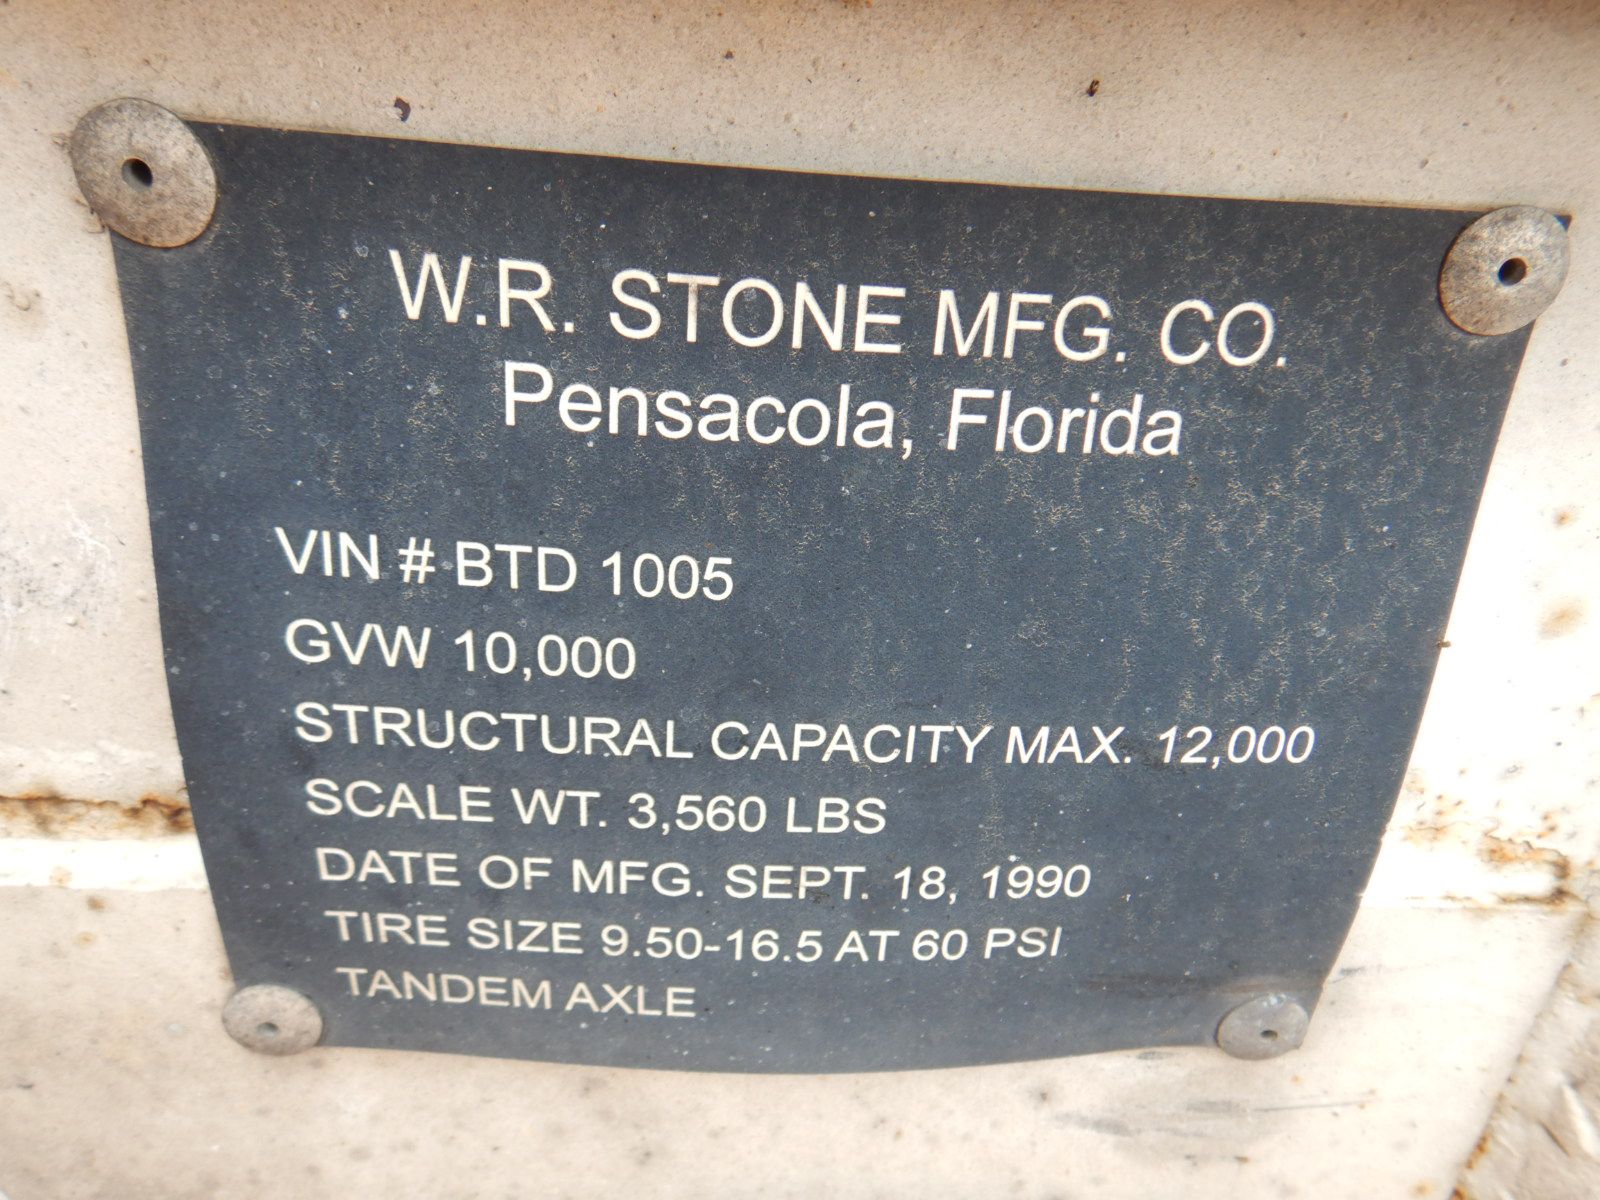 W.R. STONE MFG. CO.
Pensacola, Florida
VIN # BTD 1005
GVW 10,000
STRUCTURAL CAPACITY MAX. 12,000
SCALE WT. 3,560 LBS
DATE OF MFG. SEPT. 18, 1990
TIRE SIZE 9.50-16.5 AT 60 PSI
TANDEM AXLE